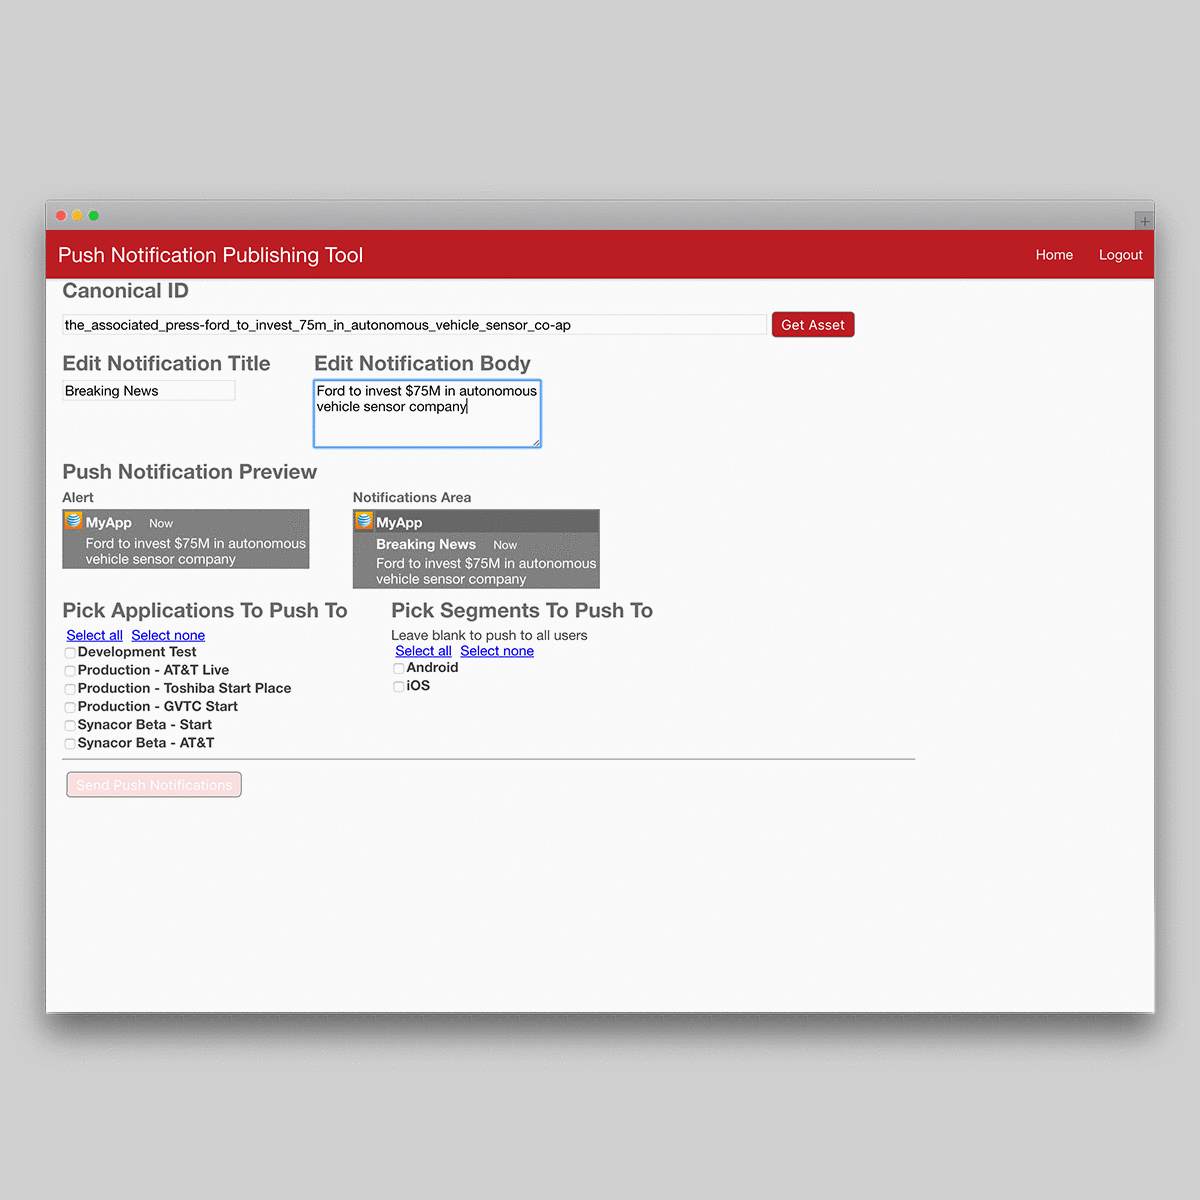 Push Notification Publishing Tool
Home
Logout
Canonical ID
the_associated_press-ford_to_invest_75m_in_autonomous_vehicle_sensor_co-ap
Get Asset
Edit Notification Title
Edit Notification Body
Breaking News
Ford to invest $75M in autonomous
vehicle sensor company
Push Notification Preview
Alert
MyApp Now
Ford to invest $75M in autonomous
vehicle sensor company
Notifications Area
MyApp
Breaking News Now
Ford to invest $75M in autonomous
vehicle sensor company
Pick Applications To Push To
Select all Select none
Development Test
Production - AT&T Live
Production - Toshiba Start Place
Production - GVTC Start
Synacor Beta - Start
Synacor Beta - AT&T
Pick Segments To Push To
Leave blank to push to all users
Select all Select none
Android
iOS
Send Push Notifications